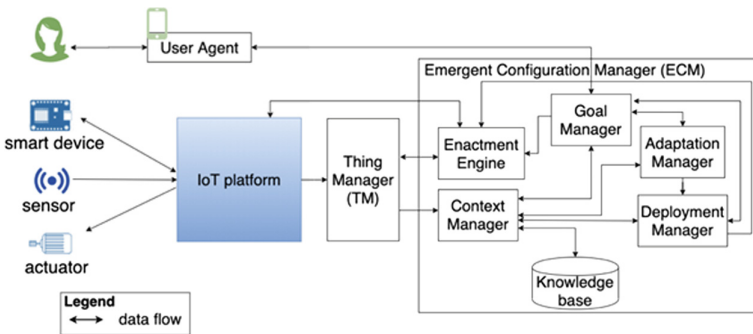 User Agent
Emergent Configuration Manager (ECM)
smart device
sensor
actuator
IoT platform
Thing
Manager
(TM)
Enactment
Engine
Goal
Manager
Adaptation
Manager
Context
Manager
Deployment
Manager
Knowledge
base
Legend
data flow